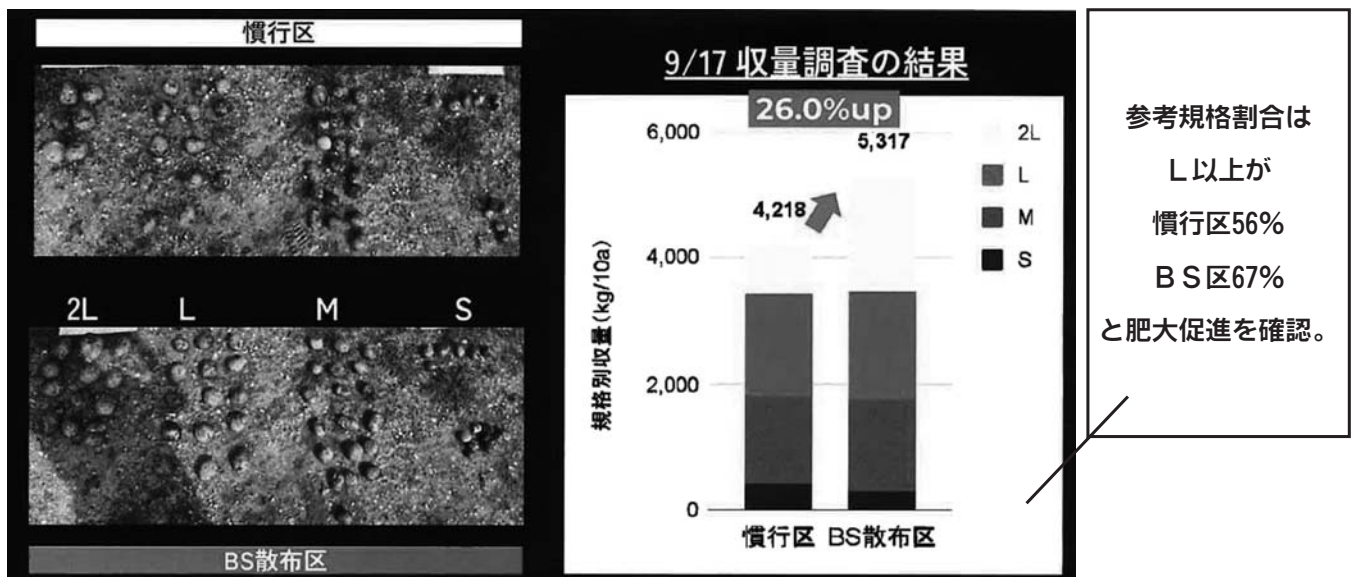 慣行区
2L L M S
BS散布区
9/17 収量調査の結果
26.0%up
規格別収量(kg/10a)
6,000
4,000
2,000
0
4,218
5,317
2L
L
M
S
慣行区 BS散布区
参考規格割合は
L以上が
慣行区56%
BS区67%
と肥大促進を確認。